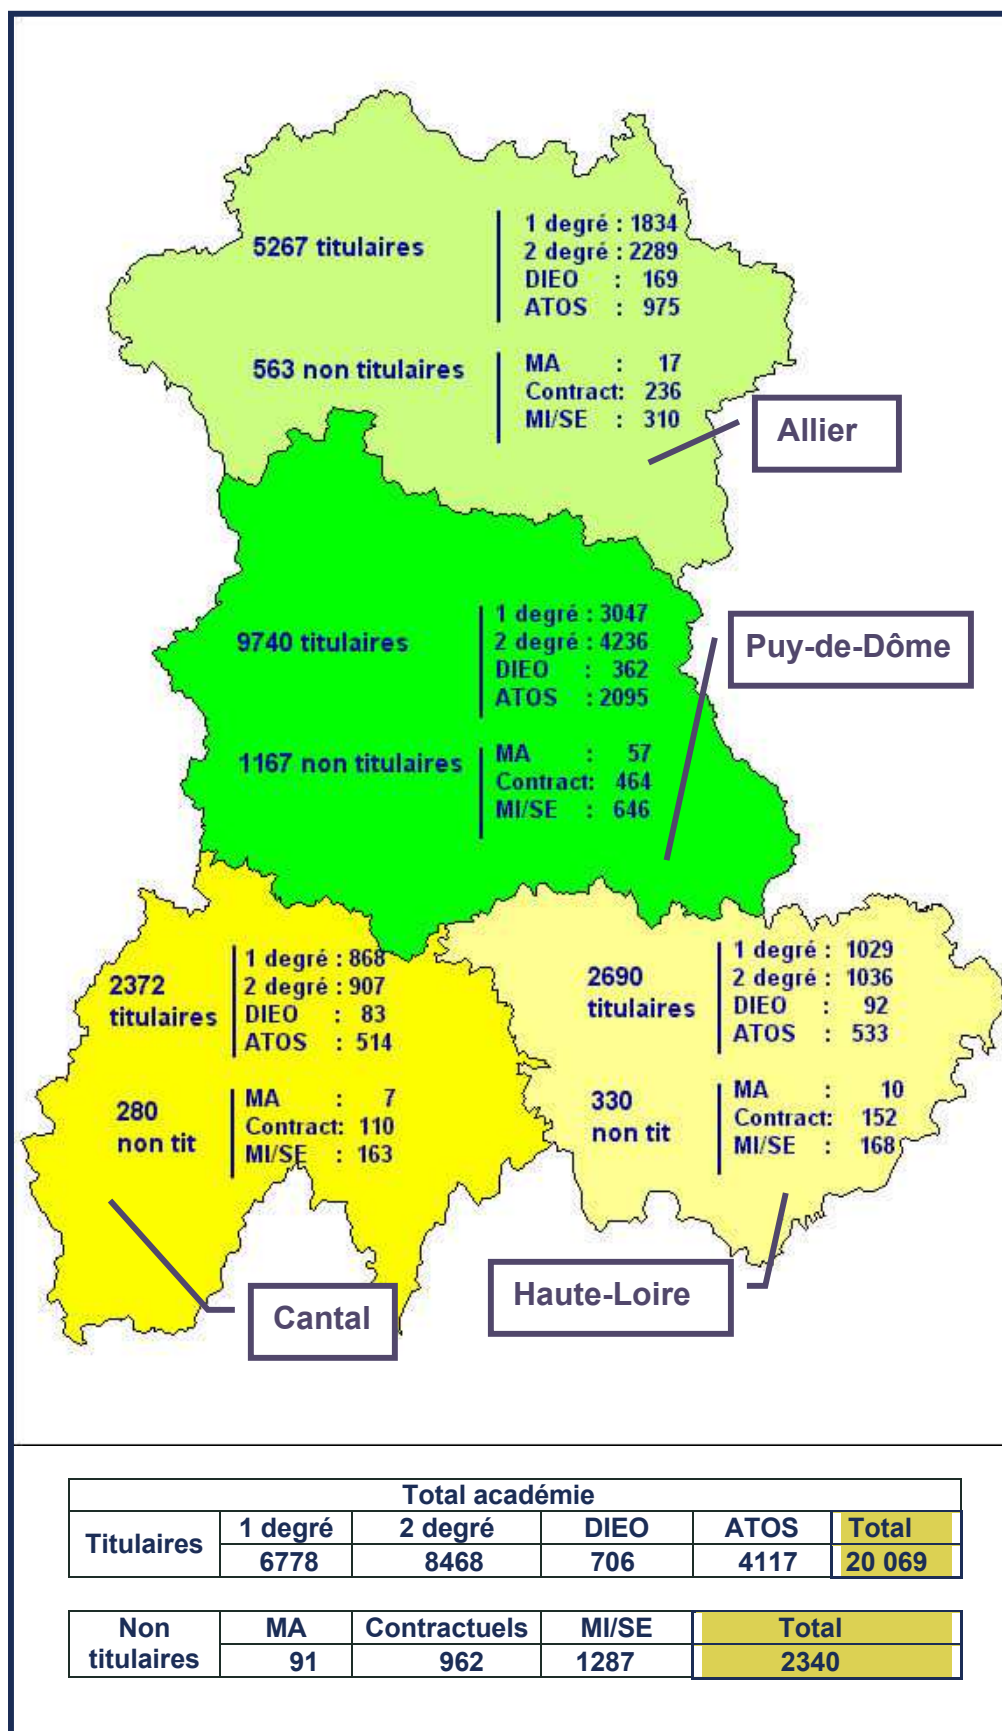 5267 titulaires
1 degré : 1834
2 degré : 2289
DIEO : 169
ATOS : 975
563 non titulaires
MA : 17
Contract: 236
MI/SE : 310
Allier
9740 titulaires
1 degré : 3047
2 degré : 4236
DIEO : 362
ATOS : 2095
Puy-de-Dôme
1167 non titulaires
MA : 57
Contract: 464
MI/SE : 646
2372
titulaires
1 degré : 868
2 degré : 907
DIEO : 83
ATOS : 514
280
non tit
MA : 7
Contract: 110
MI/SE : 163
2690
titulaires
1 degré : 1029
2 degré : 1036
DIEO : 92
ATOS : 533
330
non tit
MA : 10
Contract: 152
MI/SE : 168
Cantal
Haute-Loire
Total académie
Titulaires 1 degré 2 degré DIEO ATOS Total
6778 8468 706 4117 20 069
Non titulaires MA Contractuels MI/SE Total
91 962 1287 2340